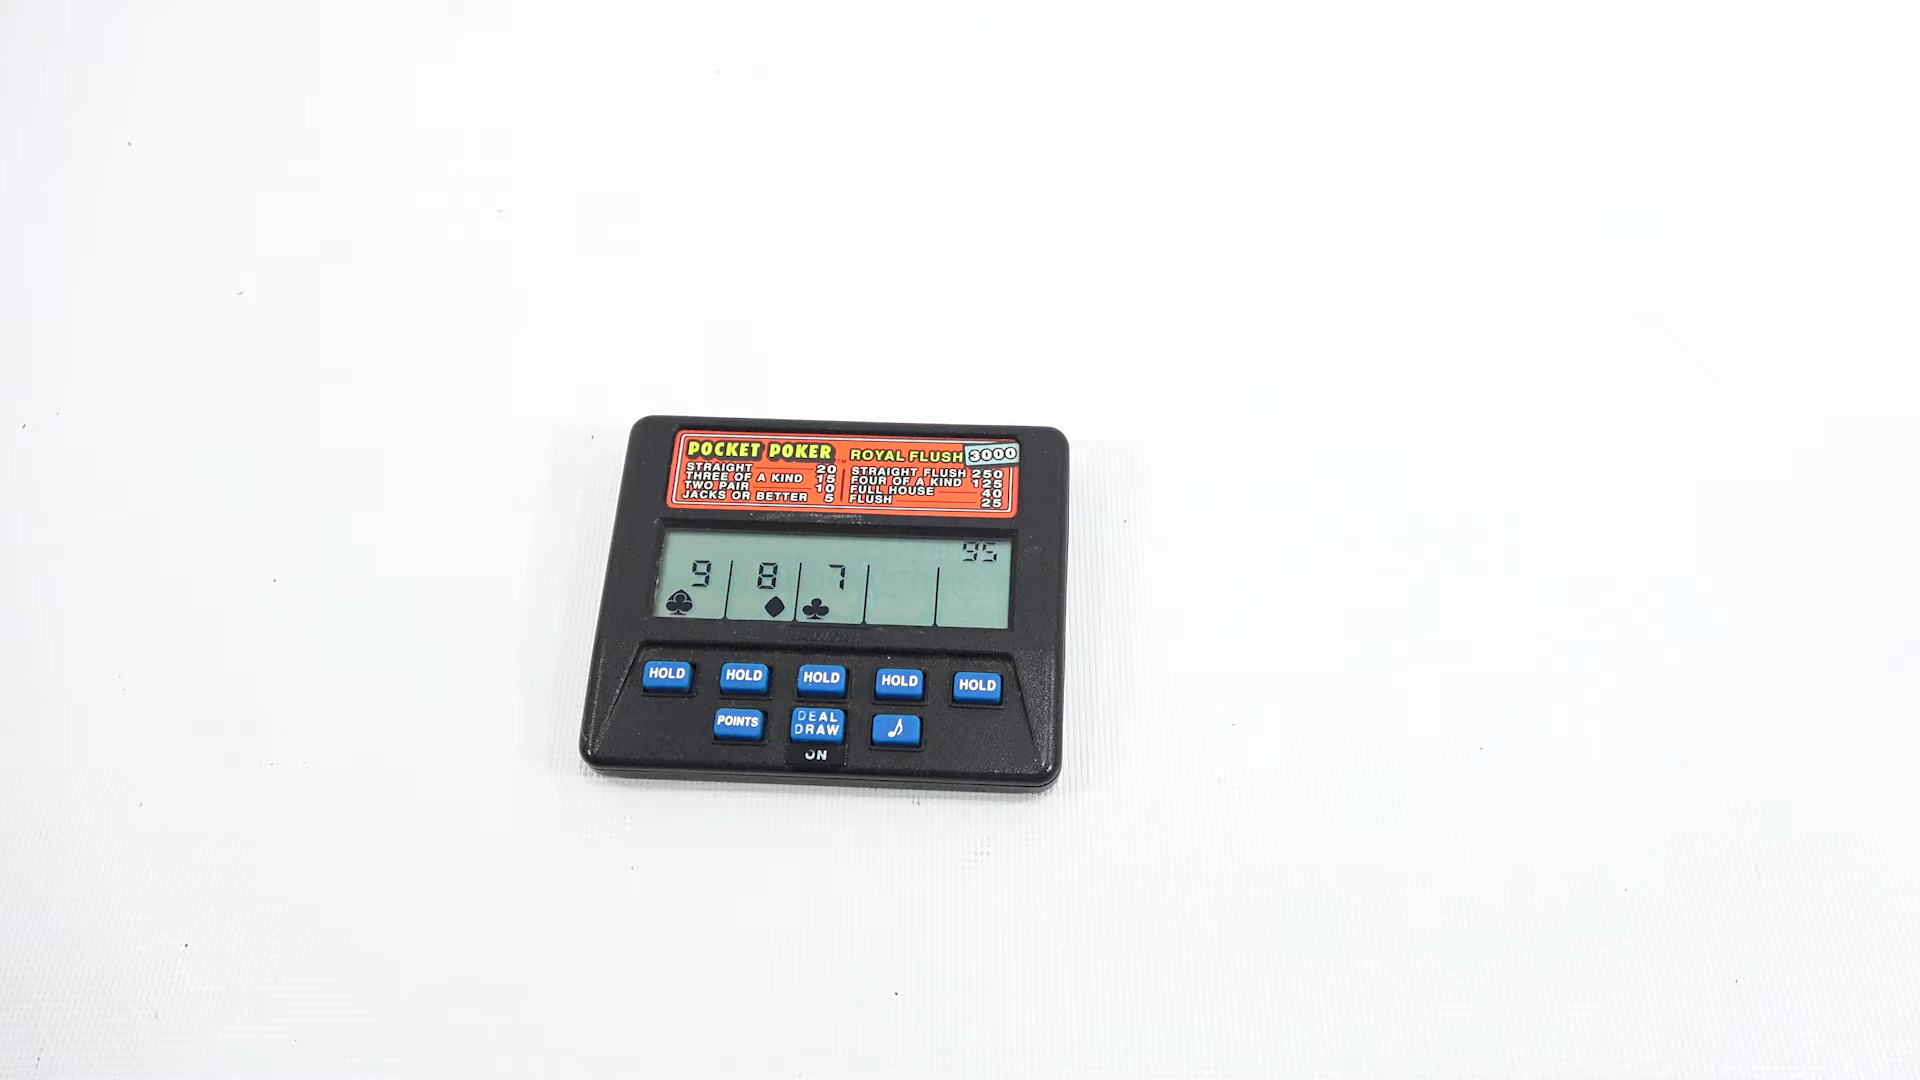 POCKET POKER™ ROYAL FLUSH 3000
STRAIGHT 20 STRAIGHT FLUSH 250
THREE OF A KIND 15 FOUR OF A KIND 125
TWO PAIR 10 FULL HOUSE 40
JACKS OR BETTER 5 FLUSH 25
95
9 8 7
HOLD HOLD HOLD HOLD HOLD
POINTS DEAL
DRAW
ON